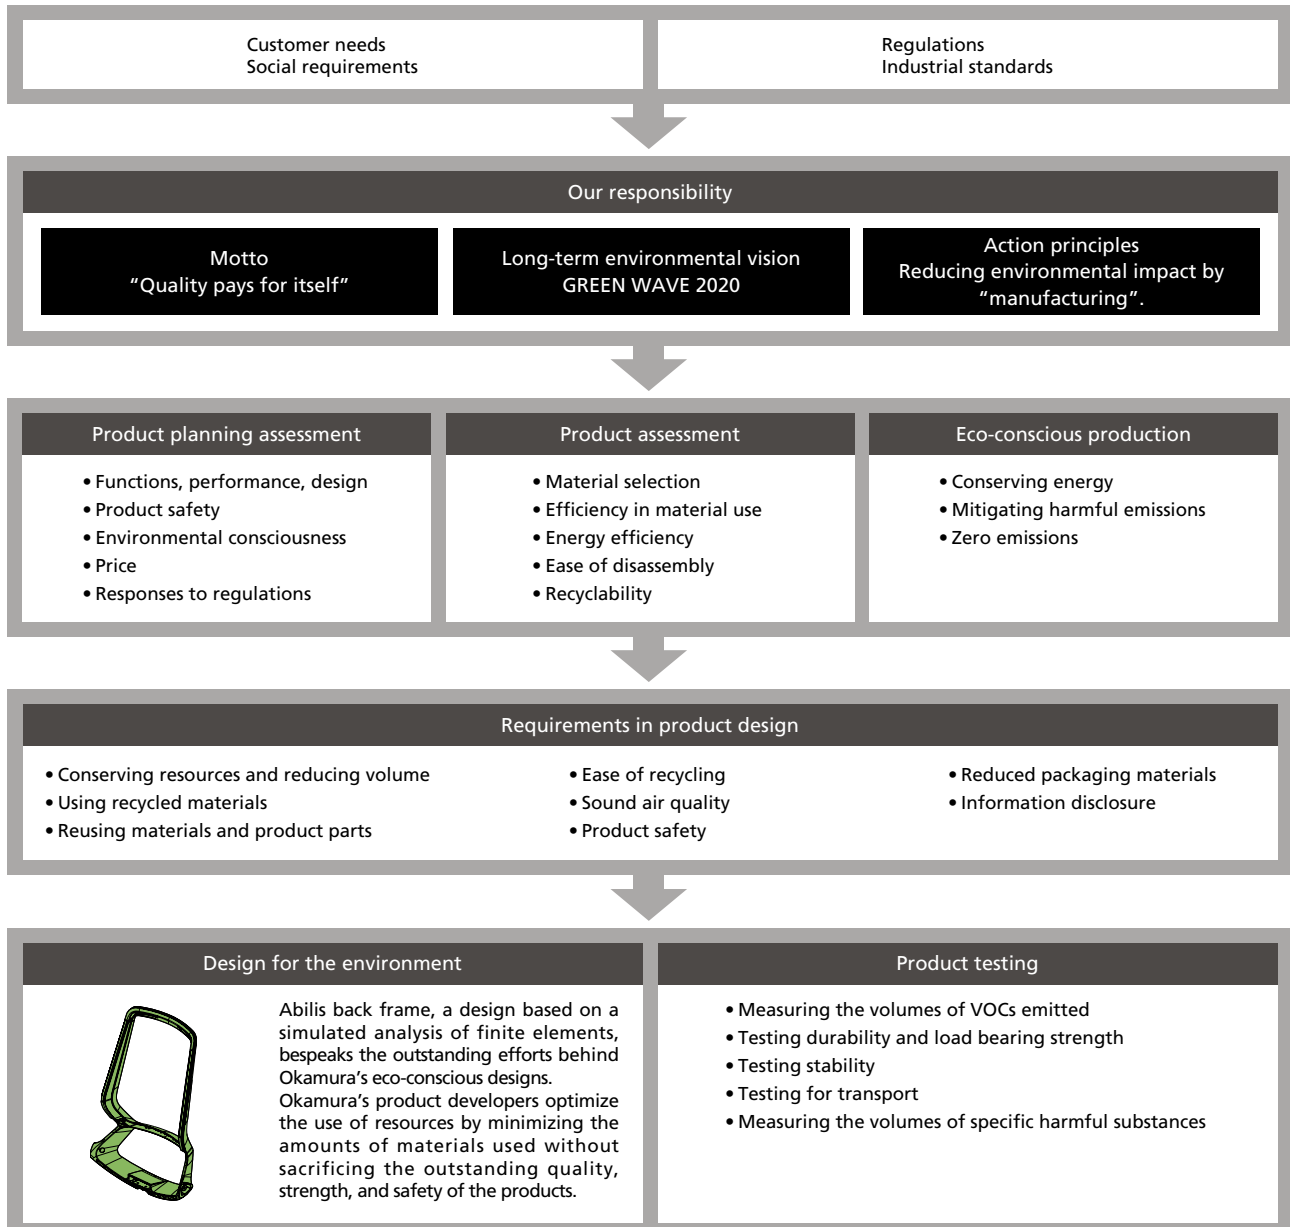 Customer needs
Social requirements
Regulations
Industrial standards
Our responsibility
Motto
“Quality pays for itself”
Long-term environmental vision
GREEN WAVE 2020
Action principles
Reducing environmental impact by
“manufacturing”.
Product planning assessment
• Functions, performance, design
• Product safety
• Environmental consciousness
• Price
• Responses to regulations
Product assessment
• Material selection
• Efficiency in material use
• Energy efficiency
• Ease of disassembly
• Recyclability
Eco-conscious production
• Conserving energy
• Mitigating harmful emissions
• Zero emissions
Requirements in product design
• Conserving resources and reducing volume
• Using recycled materials
• Reusing materials and product parts
• Ease of recycling
• Sound air quality
• Product safety
• Reduced packaging materials
• Information disclosure
Design for the environment
Abilis back frame, a design based on a
simulated analysis of finite elements,
bespeaks the outstanding efforts behind
Okamura’s eco-conscious designs.
Okamura’s product developers optimize
the use of resources by minimizing the
amounts of materials used without
sacrificing the outstanding quality,
strength, and safety of the products.
Product testing
• Measuring the volumes of VOCs emitted
• Testing durability and load bearing strength
• Testing stability
• Testing for transport
• Measuring the volumes of specific harmful substances